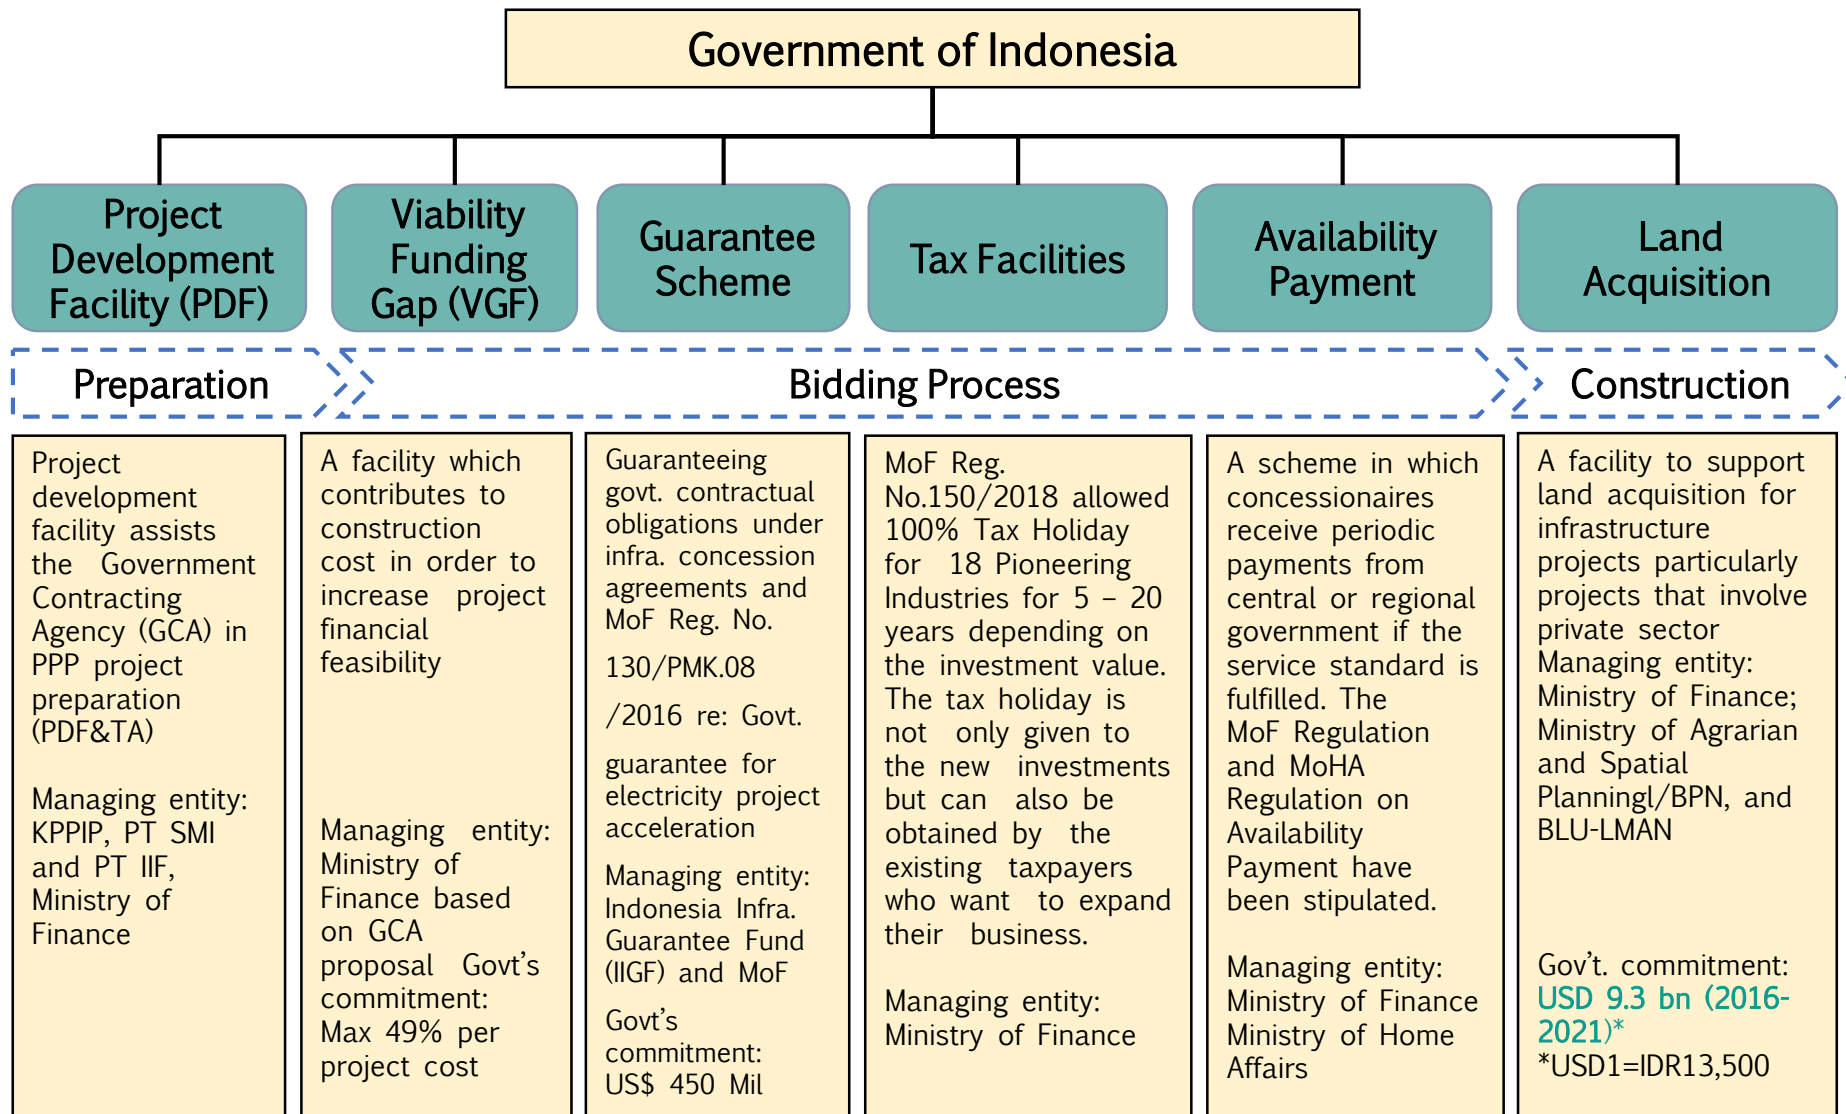 Government of Indonesia
Project
Development
Facility (PDF)
Viability
Funding
Gap (VGF)
Guarantee
Scheme
Tax Facilities
Availability
Payment
Land
Acquisition
Preparation
Bidding Process
Construction
Project
development
facility assists
the Government
Contracting
Agency (GCA) in
PPP project
preparation
(PDF&TA)
Managing entity:
KPPIP, PT SMI
and PT IIF,
Ministry of
Finance
A facility which
contributes to
construction
cost in order to
increase project
financial
feasibility
Managing entity:
Ministry of
Finance based
on GCA
proposal Govt's
commitment:
Max 49% per
project cost
Guaranteeing
govt. contractual
obligations under
infra. concession
agreements and
MoF Reg. No.
130/PMK.08
/2016 re: Govt.
guarantee for
electricity project
acceleration
Managing entity:
Indonesia Infra.
Guarantee Fund
(IIGF) and MoF
Govt's
commitment:
US$ 450 Mil
MoF Reg.
No.150/2018 allowed
100% Tax Holiday
for 18 Pioneering
Industries for 5 – 20
years depending on
the investment value.
The tax holiday is
not only given to
the new investments
but can also be
obtained by the
existing taxpayers
who want to expand
their business.
Managing entity:
Ministry of Finance
A scheme in which
concessionaires
receive periodic
payments from
central or regional
government if the
service standard is
fulfilled. The
MoF Regulation
and MoHA
Regulation on
Availability
Payment have
been stipulated.
Managing entity:
Ministry of Finance
Ministry of Home
Affairs
A facility to support
land acquisition for
infrastructure
projects particularly
projects that involve
private sector
Managing entity:
Ministry of Finance;
Ministry of Agrarian
and Spatial
Planningl/BPN, and
BLU-LMAN
Gov't. commitment:
USD 9.3 bn (2016-
2021)*
*USD1=IDR13,500